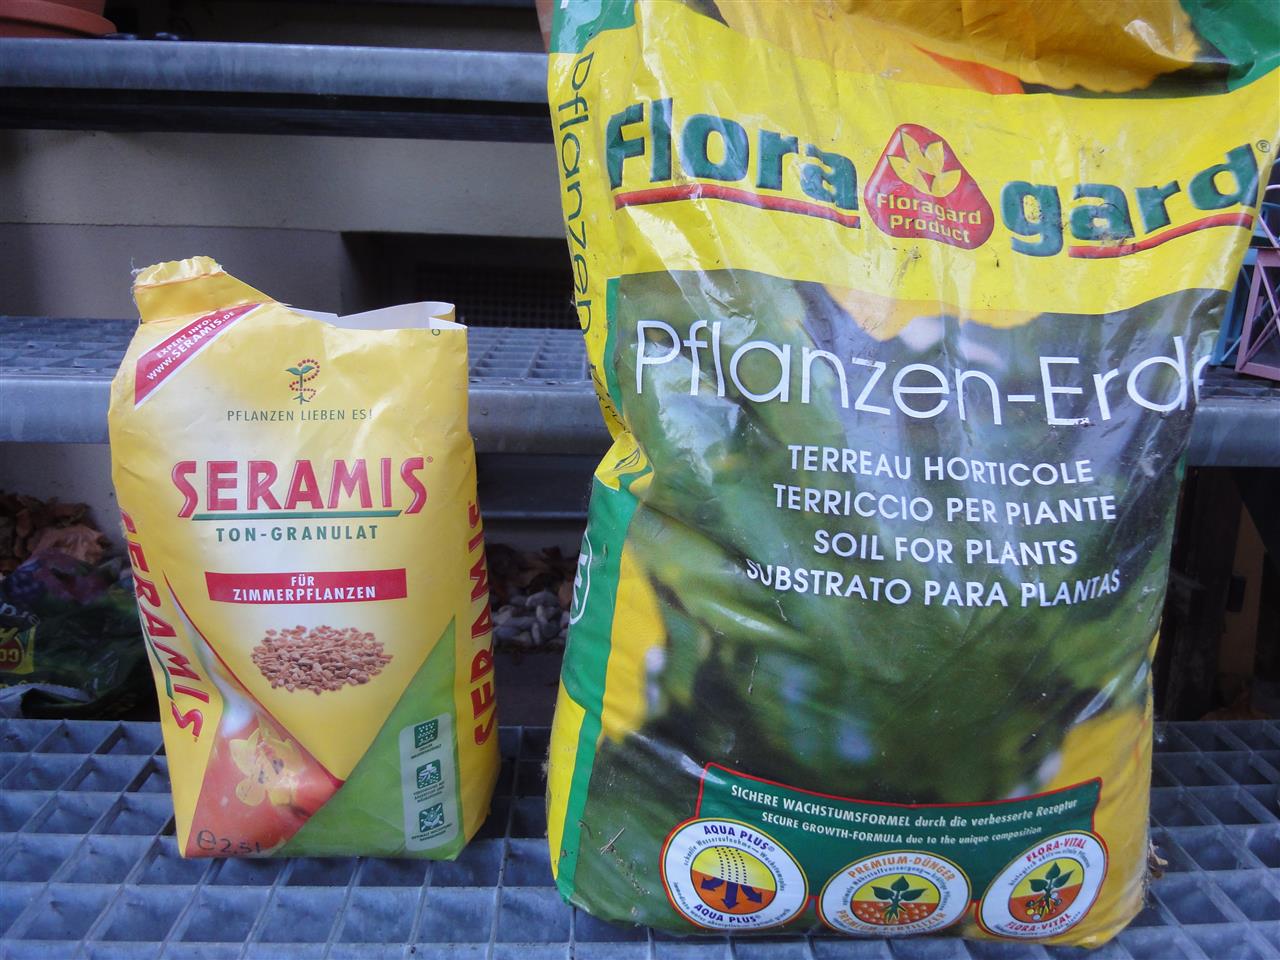 EXPERT INFO:
WWW.SERAMIS.DE
PFLANZEN LIEBEN ES!
SERAMIS®
TON-GRANULAT
FÜR
ZIMMERPFLANZEN
SERAMIS
SERAMIS
℮ 2,5l
Pflanzen
Flora gard®
Floragard
Product
Pflanzen-Erde
TERREAU HORTICOLE
TERRICCIO PER PIANTE
SOIL FOR PLANTS
SUBSTRATO PARA PLANTAS
SICHERE WACHSTUMSFORMEL durch die verbesserte Rezeptur
SECURE GROWTH-FORMULA due to the unique composition
AQUA PLUS®
AQUA PLUS®
PREMIUM-DÜNGER
PREMIUM-FERTILIZER
FLORA-VITAL
FLORA-VITAL